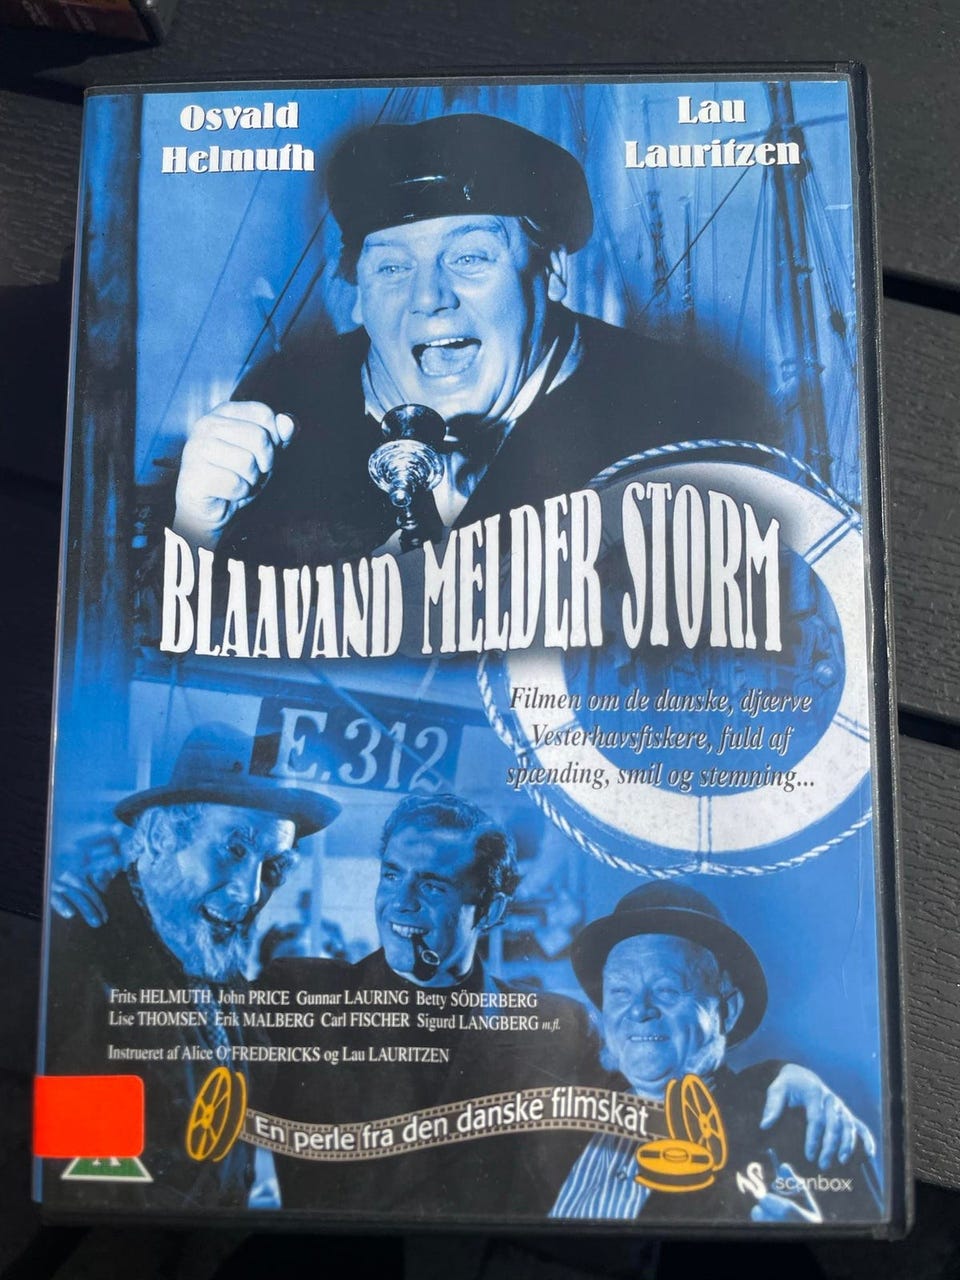 Osvald
Helmuth
Lau
Lauritzen
BLAAVAND MELDER STORM
Filmen om de danske, djærve
Vesterhavsfiskere, fuld af
spænding, smil og stemning...
E.312
Frits HELMUTH John PRICE Gunnar LAURING Betty SÖDERBERG
Lise THOMSEN Erik MALBERG Carl FISCHER Sigurd LANGBERG m.fl.
Instrueret af Alice O'FREDERICKS og Lau LAURITZEN
En perle fra den danske filmskat
scanbox